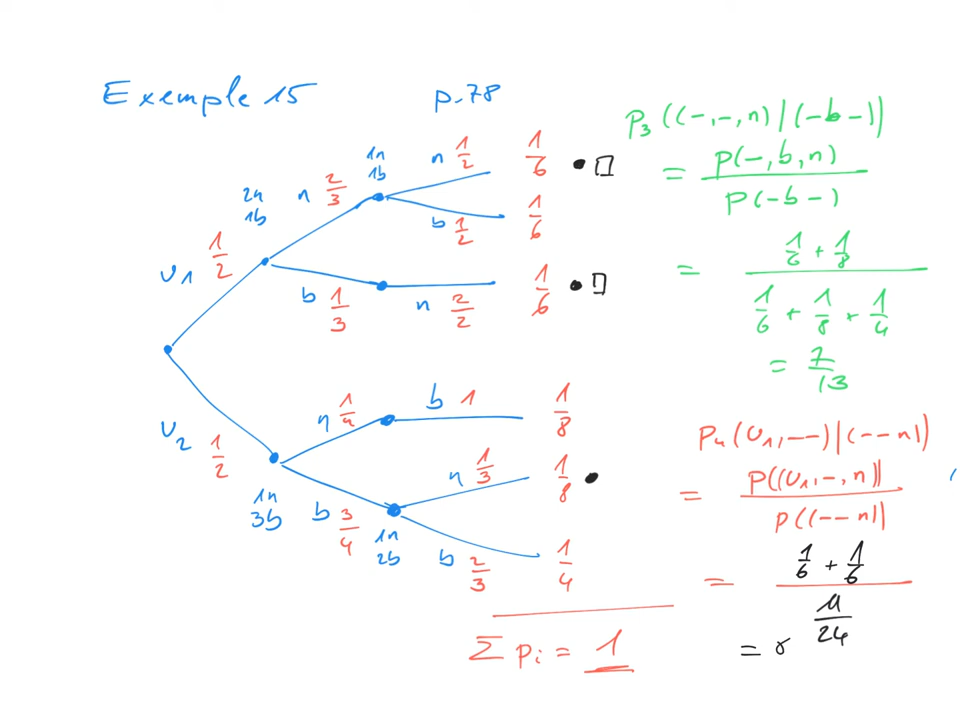 Exemple 15 p.78
1n
1b
n 1/2
1/6
2n
1b
n 2/3
b 1/2
1/6
U1 1/2
b 1/3
n 2/2
1/6
U2 1/2
n 1/4
b 1
1/8
n 1/3
1/8
1n
3b
b 3/4
1n
2b
b 2/3
1/4
Σ pi = 1
P3 ((-,-,n) | (-b-))
= P(-,b,n) / P(-b-)
= (1/6 + 1/8) / (1/6 + 1/8 + 1/4)
= 7/13
P4 (U1,--) | (--n))
= P((U1,-,n)) / P((--n))
= (1/6 + 1/6) / (11/24)
=